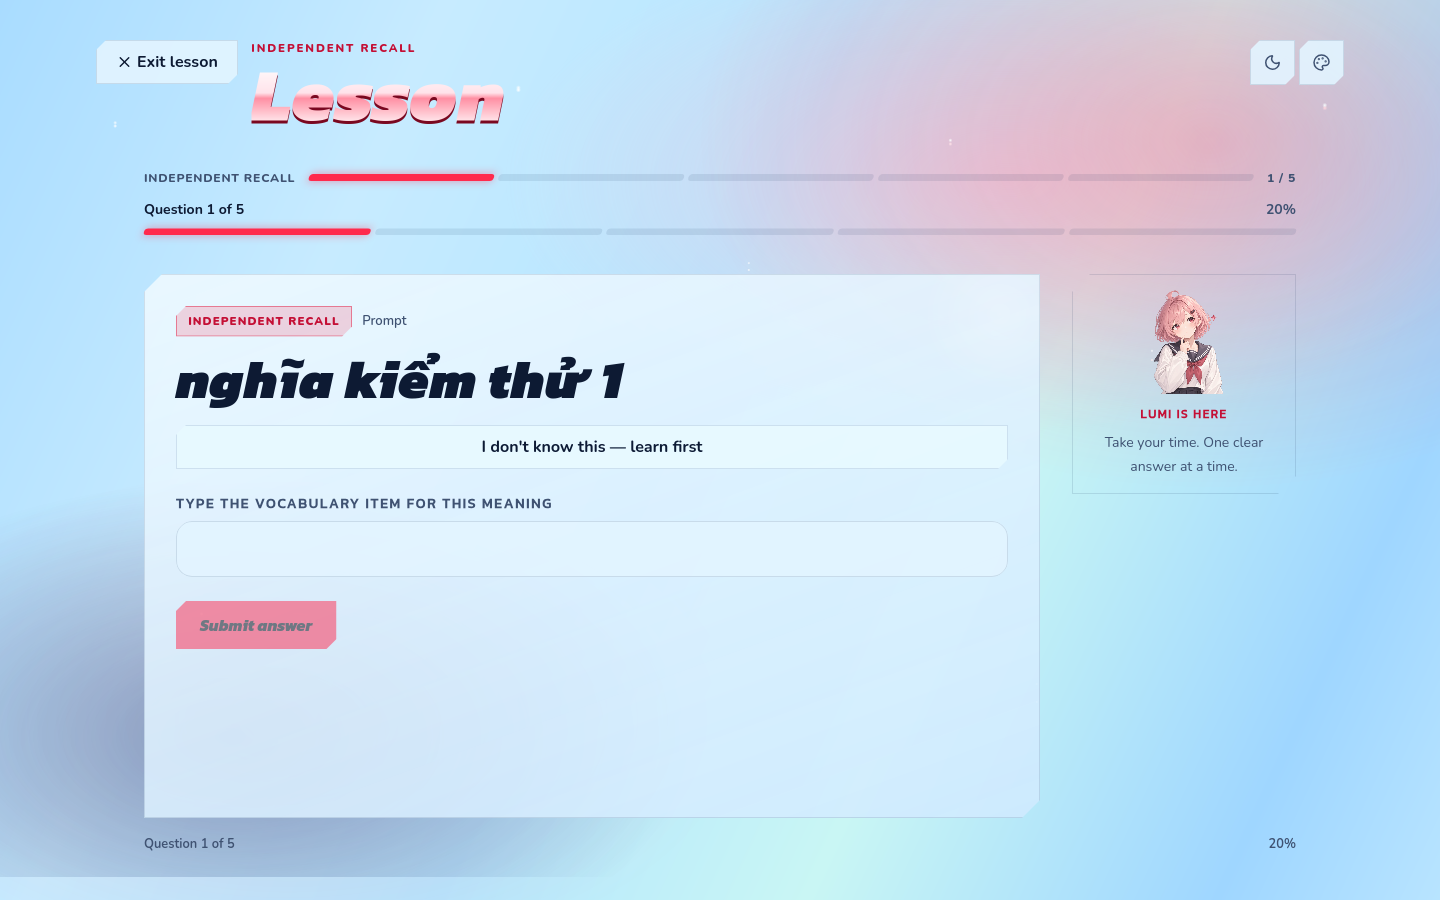 Exit lesson
INDEPENDENT RECALL
Lesson
INDEPENDENT RECALL
1 / 5
Question 1 of 5
20%
INDEPENDENT RECALL
Prompt
nghĩa kiểm thử 1
I don't know this — learn first
TYPE THE VOCABULARY ITEM FOR THIS MEANING
Submit answer
LUMI IS HERE
Take your time. One clear
answer at a time.
Question 1 of 5
20%